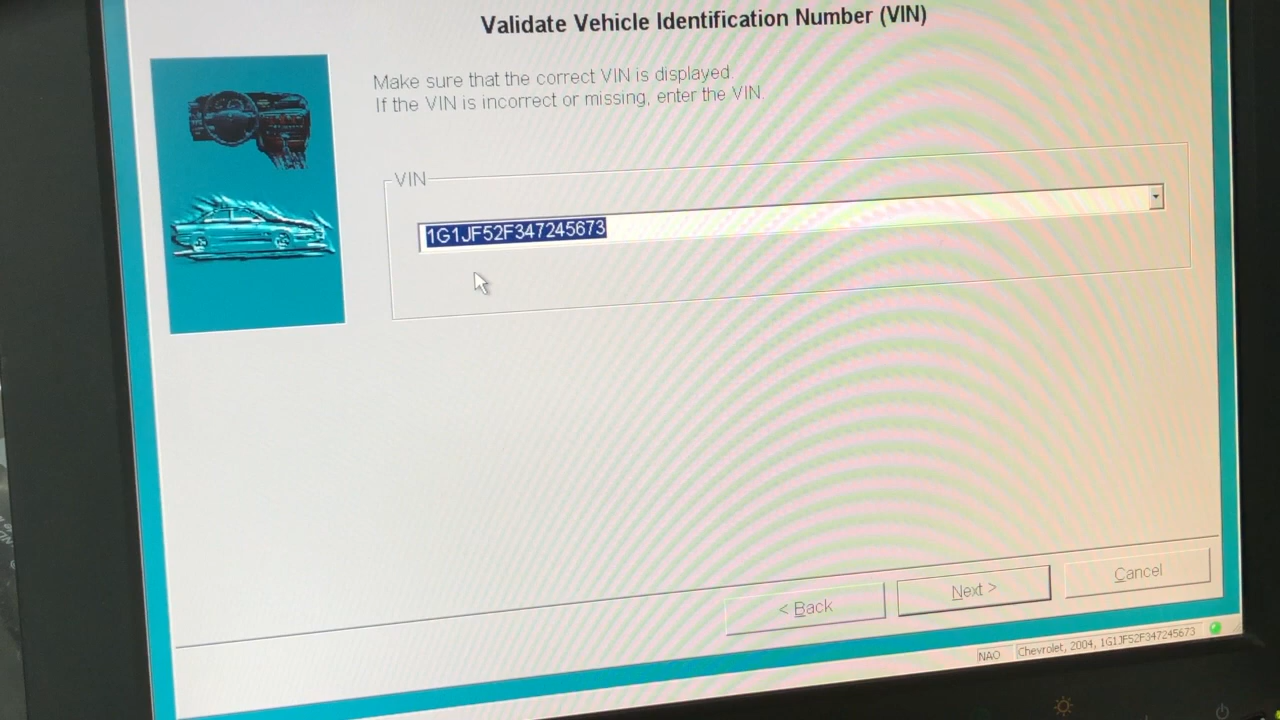 Validate Vehicle Identification Number (VIN)
Make sure that the correct VIN is displayed.
If the VIN is incorrect or missing, enter the VIN.
VIN
1G1JF52F347245673
< Back
Next >
Cancel
NAO
Chevrolet, 2004, 1G1JF52F347245673